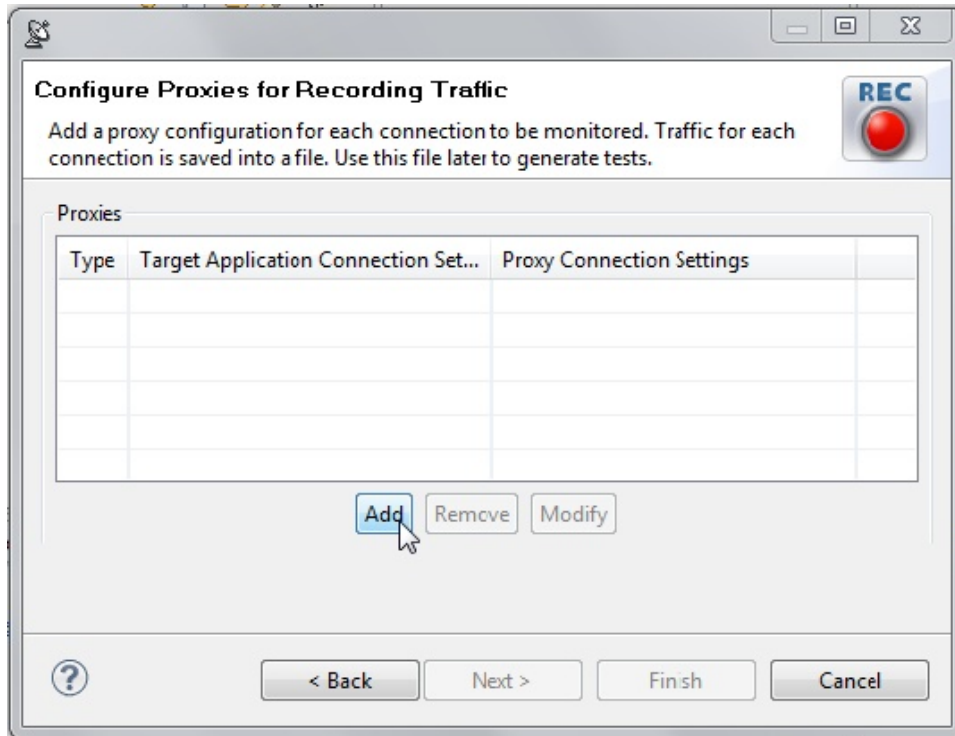 Configure Proxies for Recording Traffic
REC
Add a proxy configuration for each connection to be monitored. Traffic for each
connection is saved into a file. Use this file later to generate tests.
Proxies
Type Target Application Connection Set... Proxy Connection Settings
Add Remove Modify
? < Back Next > Finish Cancel